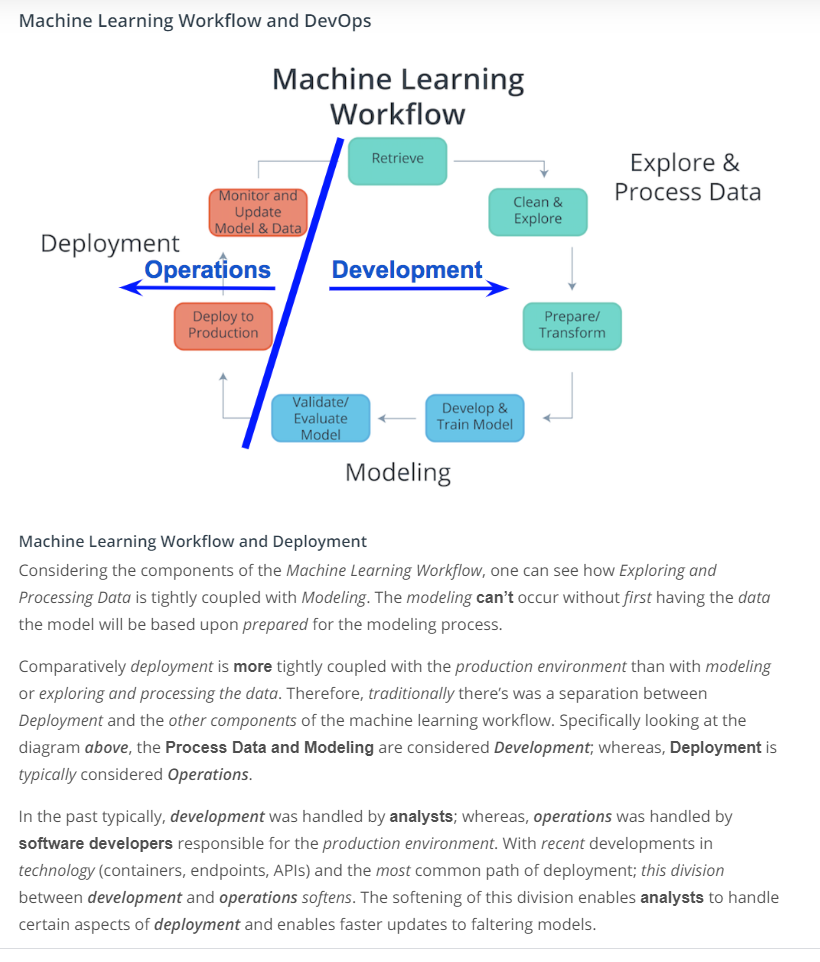 Machine Learning Workflow and DevOps
Machine Learning
Workflow
Retrieve
Explore &
Process Data
Clean &
Explore
Monitor and
Update
Model & Data
Deployment
Operations
Development
Deploy to
Production
Prepare/
Transform
Validate/
Evaluate
Model
Develop &
Train Model
Modeling
Machine Learning Workflow and Deployment
Considering the components of the Machine Learning Workflow, one can see how Exploring and
Processing Data is tightly coupled with Modeling. The modeling can’t occur without first having the data
the model will be based upon prepared for the modeling process.
Comparatively deployment is more tightly coupled with the production environment than with modeling
or exploring and processing the data. Therefore, traditionally there’s was a separation between
Deployment and the other components of the machine learning workflow. Specifically looking at the
diagram above, the Process Data and Modeling are considered Development; whereas, Deployment is
typically considered Operations.
In the past typically, development was handled by analysts; whereas, operations was handled by
software developers responsible for the production environment. With recent developments in
technology (containers, endpoints, APIs) and the most common path of deployment; this division
between development and operations softens. The softening of this division enables analysts to handle
certain aspects of deployment and enables faster updates to faltering models.